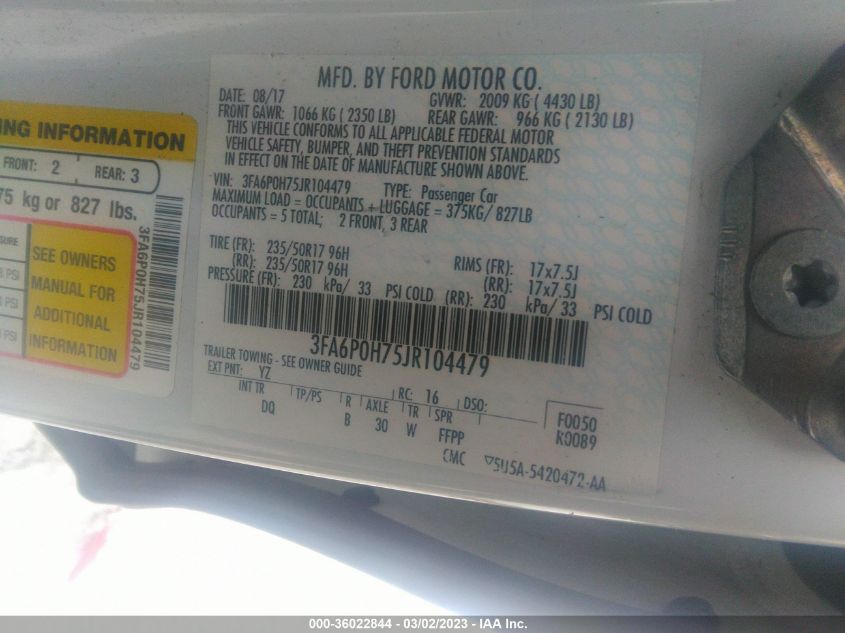 MFD. BY FORD MOTOR CO.
DATE: 08/17 GVWR: 2009 KG ( 4430 LB)
FRONT GAWR: 1066 KG ( 2350 LB) REAR GAWR: 966 KG ( 2130 LB)
THIS VEHICLE CONFORMS TO ALL APPLICABLE FEDERAL MOTOR
VEHICLE SAFETY, BUMPER, AND THEFT PREVENTION STANDARDS
IN EFFECT ON THE DATE OF MANUFACTURE SHOWN ABOVE.
VIN: 3FA6P0H75JR104479 TYPE: Passenger Car
MAXIMUM LOAD = OCCUPANTS + LUGGAGE = 375KG/ 827LB
OCCUPANTS = 5 TOTAL; 2 FRONT, 3 REAR
TIRE (FR): 235/50R17 96H RIMS (FR): 17x7.5J
(RR): 235/50R17 96H (RR): 17x7.5J
PRESSURE (FR): 230 kPa/ 33 PSI COLD (RR): 230 kPa/33 PSI COLD
3FA6P0H75JR104479
TRAILER TOWING - SEE OWNER GUIDE
EXT PNT: YZ RC: 16 DSO:
INT TR TP/PS R AXLE TR SPR F0050
DQ B 30 W FFPP K0089
CMC 5U5A-5420472-AA
ING INFORMATION
FRONT: 2 REAR: 3
75 kg or 827 lbs.
SEE OWNERS
MANUAL FOR
ADDITIONAL
INFORMATION
PSI
PSI
PSI
3FA6P0H75JR104479
000-36022844 - 03/02/2023 - IAA Inc.